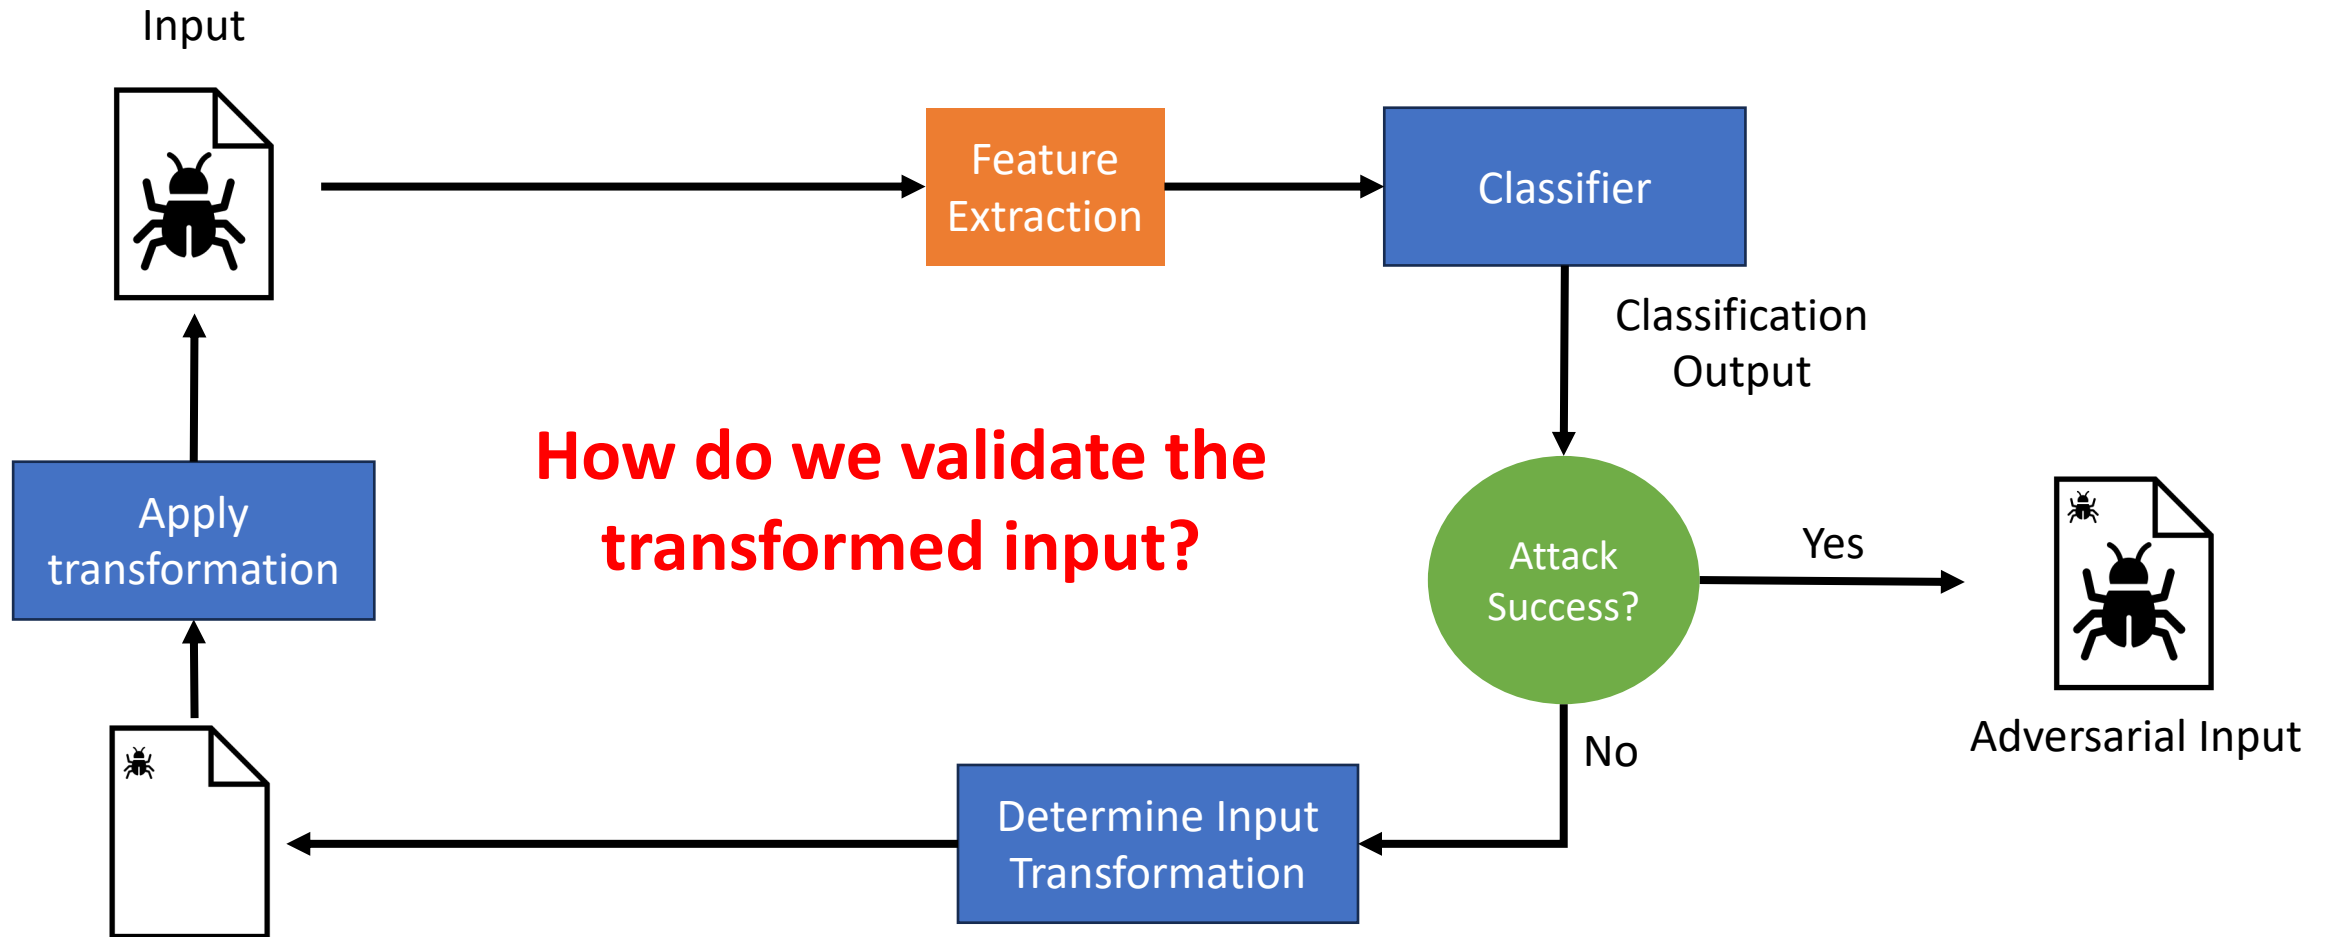 Input
Feature
Extraction
Classifier
Classification
Output
How do we validate the
transformed input?
Apply
transformation
Attack
Success?
Yes
Adversarial Input
No
Determine Input
Transformation